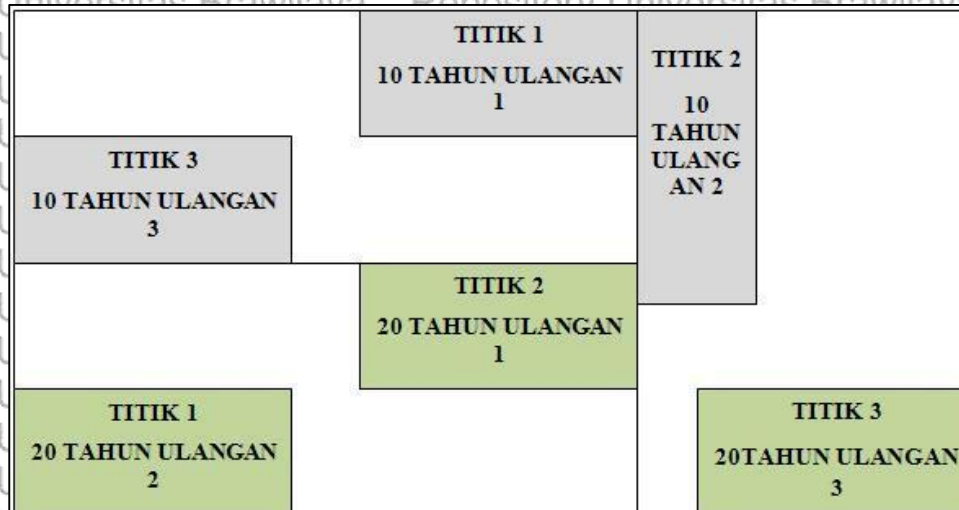 TITIK 1
10 TAHUN ULANGAN
1
TITIK 2
10
TAHUN
ULANG
AN 2
TITIK 3
10 TAHUN ULANGAN
3
TITIK 2
20 TAHUN ULANGAN
1
TITIK 1
20 TAHUN ULANGAN
2
TITIK 3
20TAHUN ULANGAN
3